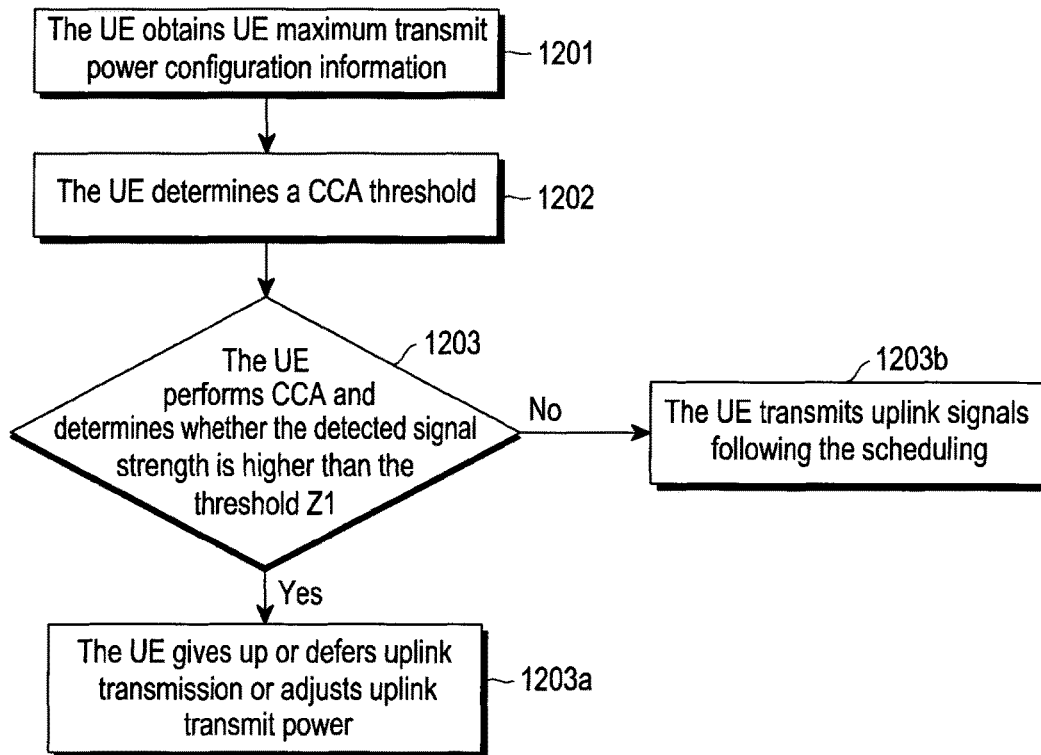 The UE obtains UE maximum transmit
power configuration information
1201
The UE determines a CCA threshold
1202
1203
The UE
performs CCA and
determines whether the detected signal
strength is higher than the
threshold Z1
No
1203b
The UE transmits uplink signals
following the scheduling
Yes
The UE gives up or defers uplink
transmission or adjusts uplink
transmit power
1203a